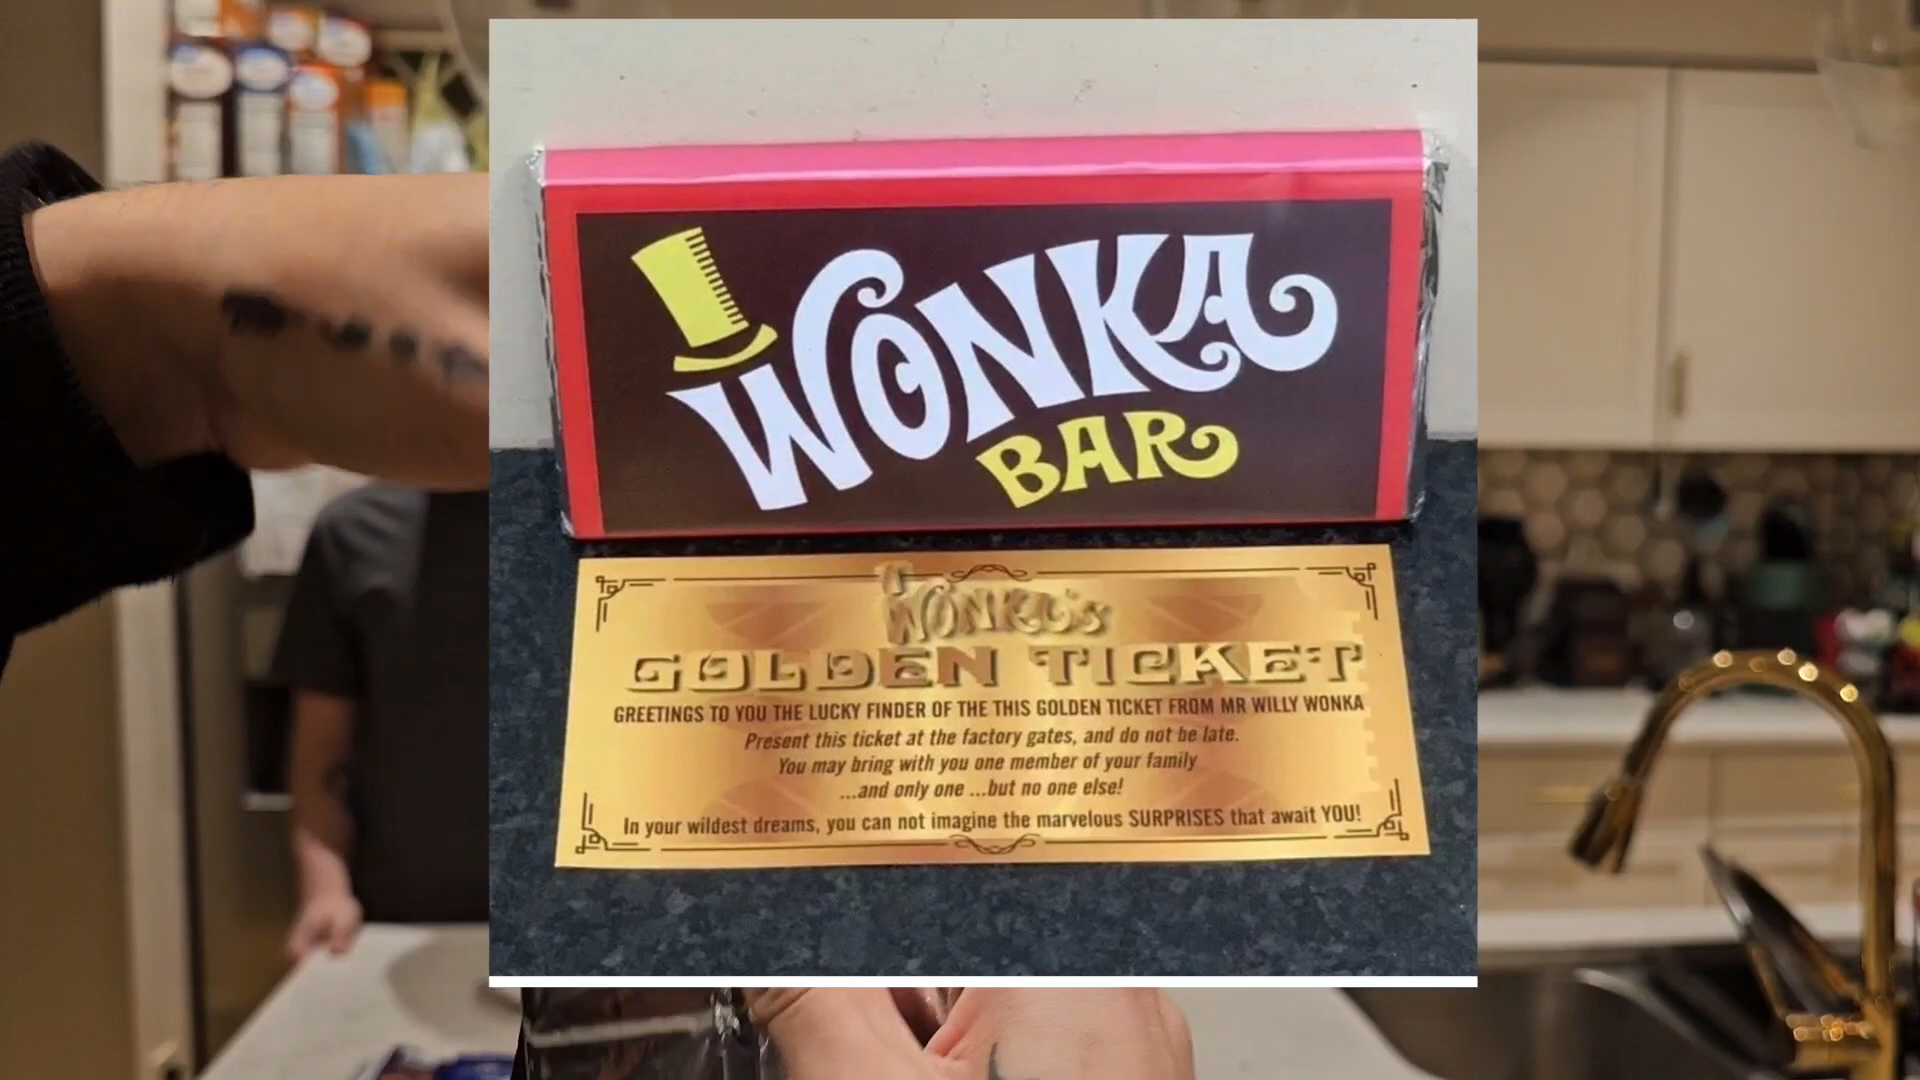 WONKA
BAR
WONKA's
GOLDEN TICKET
GREETINGS TO YOU THE LUCKY FINDER OF THE THIS GOLDEN TICKET FROM MR WILLY WONKA
Present this ticket at the factory gates, and do not be late.
You may bring with you one member of your family
...and only one ...but no one else!
In your wildest dreams, you can not imagine the marvelous SURPRISES that await YOU!